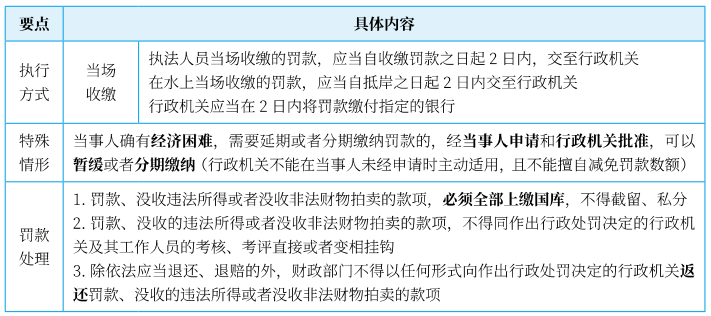 要点 具体内容
执行方式 当场收缴 执法人员当场收缴的罚款，应当自收缴罚款之日起 2 日内，交至行政机关
在水上当场收缴的罚款，应当自抵岸之日起 2 日内交至行政机关
行政机关应当在 2 日内将罚款缴付指定的银行
特殊情形 当事人确有经济困难，需要延期或者分期缴纳罚款的，经当事人申请和行政机关批准，可以
暂缓或者分期缴纳（行政机关不能在当事人未经申请时主动适用，且不能擅自减免罚款数额）
罚款处理 1. 罚款、没收违法所得或者没收非法财物拍卖的款项，必须全部上缴国库，不得截留、私分
2. 罚款、没收的违法所得或者没收非法财物拍卖的款项，不得同作出行政处罚决定的行政机
关及其工作人员的考核、考评直接或者变相挂钩
3. 除依法应当退还、退赔的外，财政部门不得以任何形式向作出行政处罚决定的行政机关返
还罚款、没收的违法所得或者没收非法财物拍卖的款项